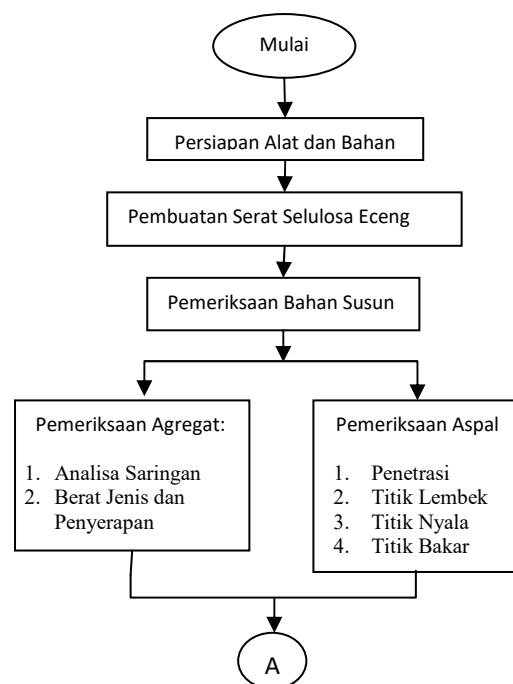 Mulai
Persiapan Alat dan Bahan
Pembuatan Serat Selulosa Eceng
Pemeriksaan Bahan Susun
Pemeriksaan Agregat:
1. Analisa Saringan
2. Berat Jenis dan
Penyerapan
Pemeriksaan Aspal
1. Penetrasi
2. Titik Lembek
3. Titik Nyala
4. Titik Bakar
A